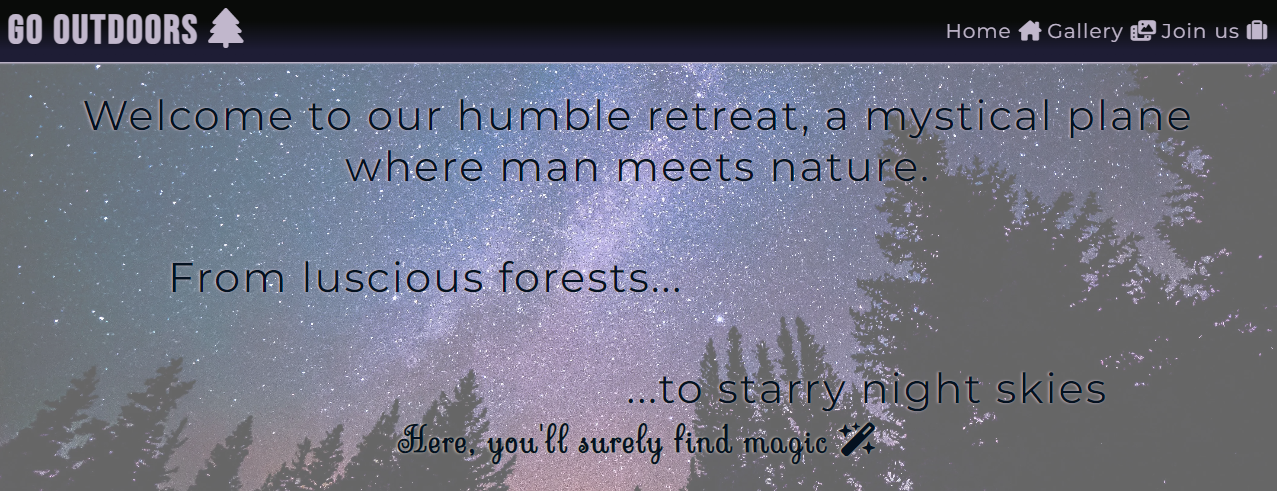 GO OUTDOORS
Home Gallery Join us
Welcome to our humble retreat, a mystical plane
where man meets nature.
From luscious forests...
...to starry night skies
Here, you'll surely find magic